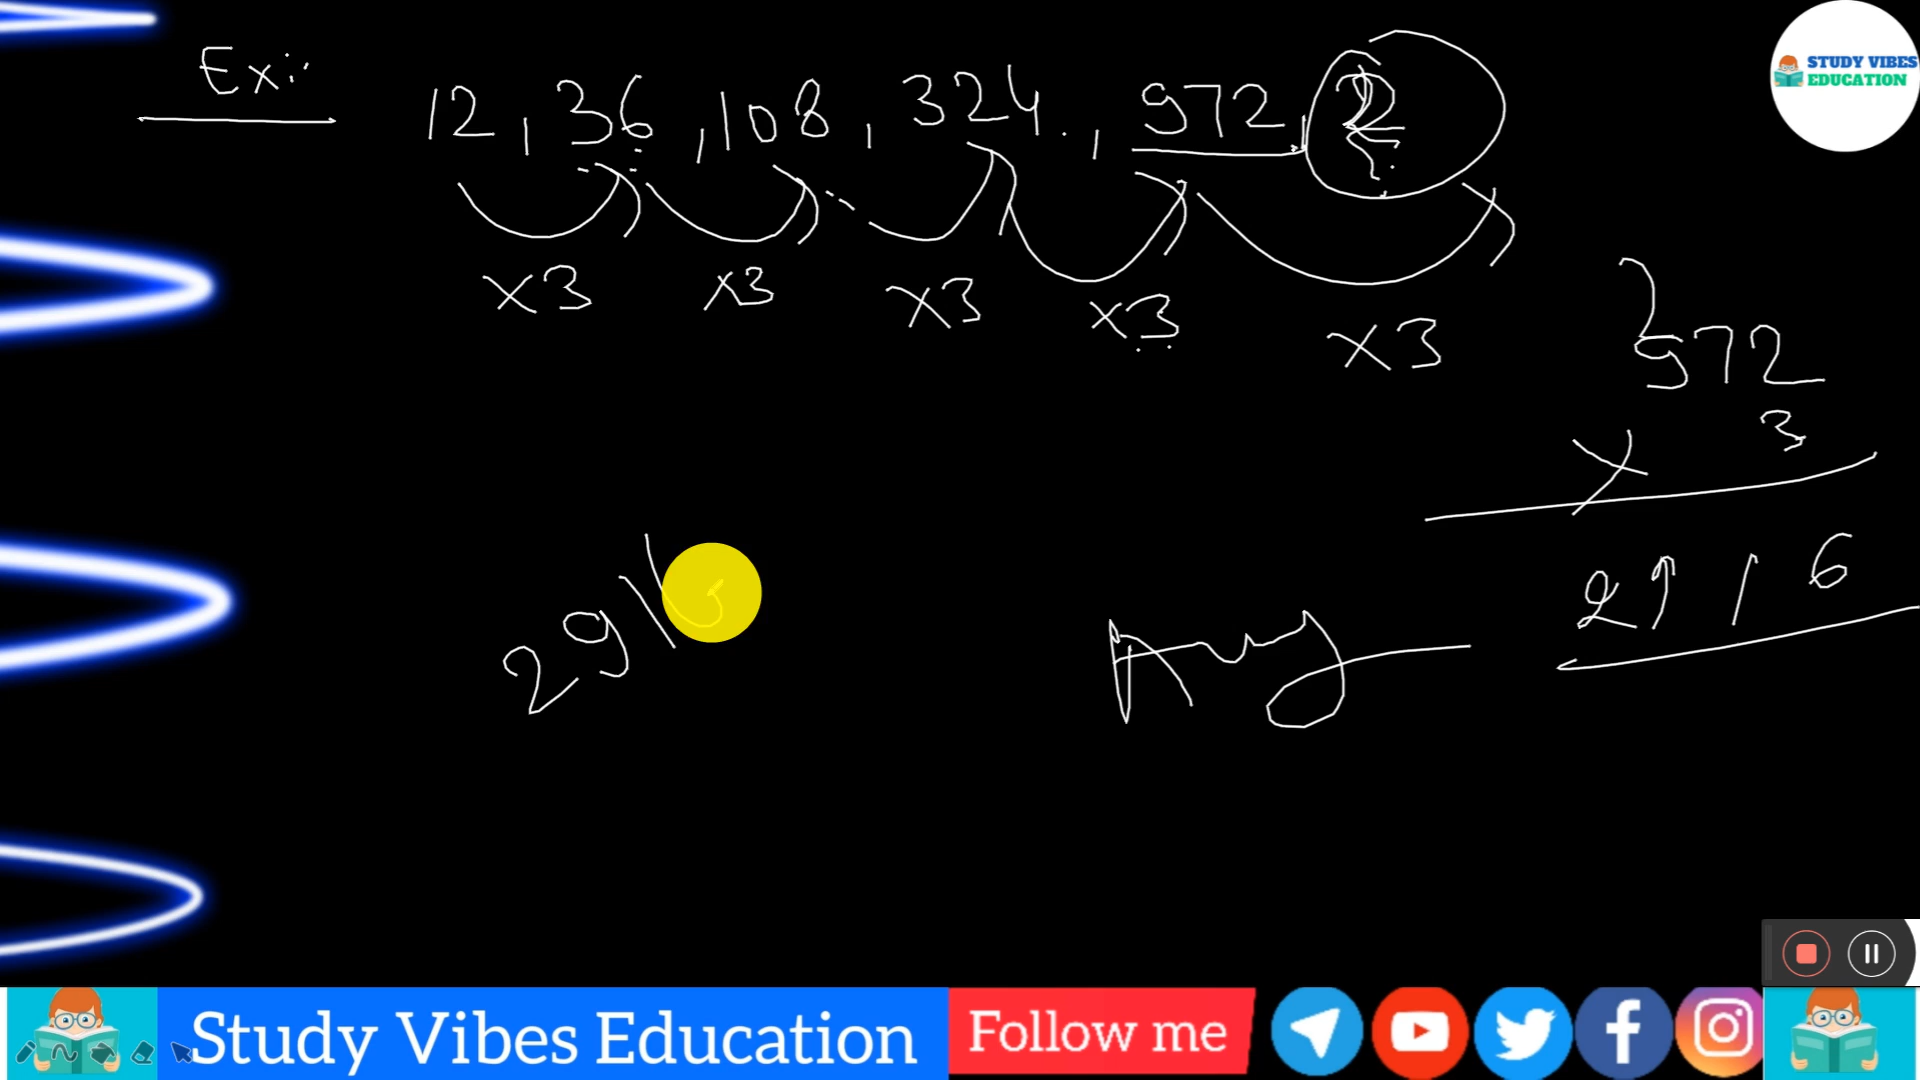 Ex:-
12, 36, 108, 324, 972, ?
×3 ×3 ×3 ×3 ×3
972
× 3
2916
2916
Ans
STUDY VIBES
EDUCATION
Study Vibes Education
Follow me